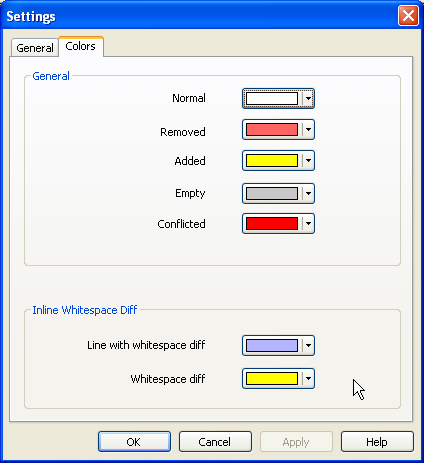 Settings
General Colors
General
Normal
Removed
Added
Empty
Conflicted
Inline Whitespace Diff
Line with whitespace diff
Whitespace diff
OK Cancel Apply Help